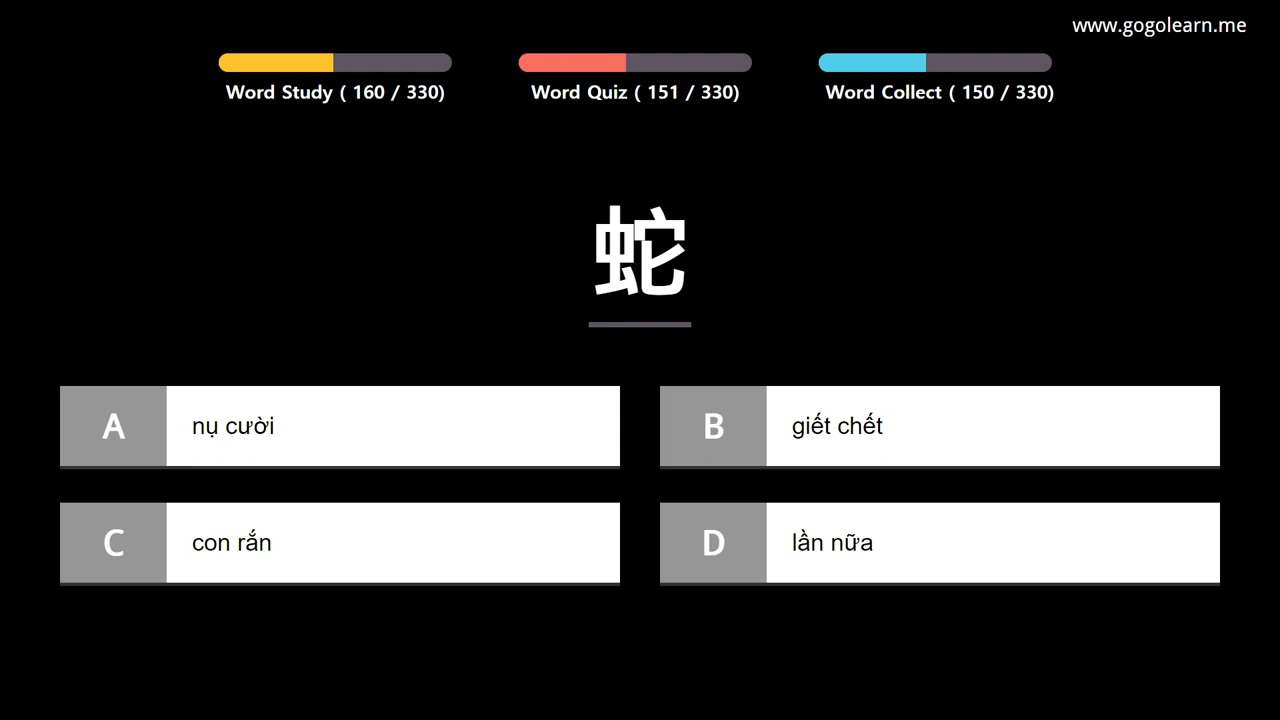 www.gogolearn.me
Word Study ( 160 / 330)
Word Quiz ( 151 / 330)
Word Collect ( 150 / 330)
蛇
A nụ cười
B giết chết
C con rắn
D lần nữa